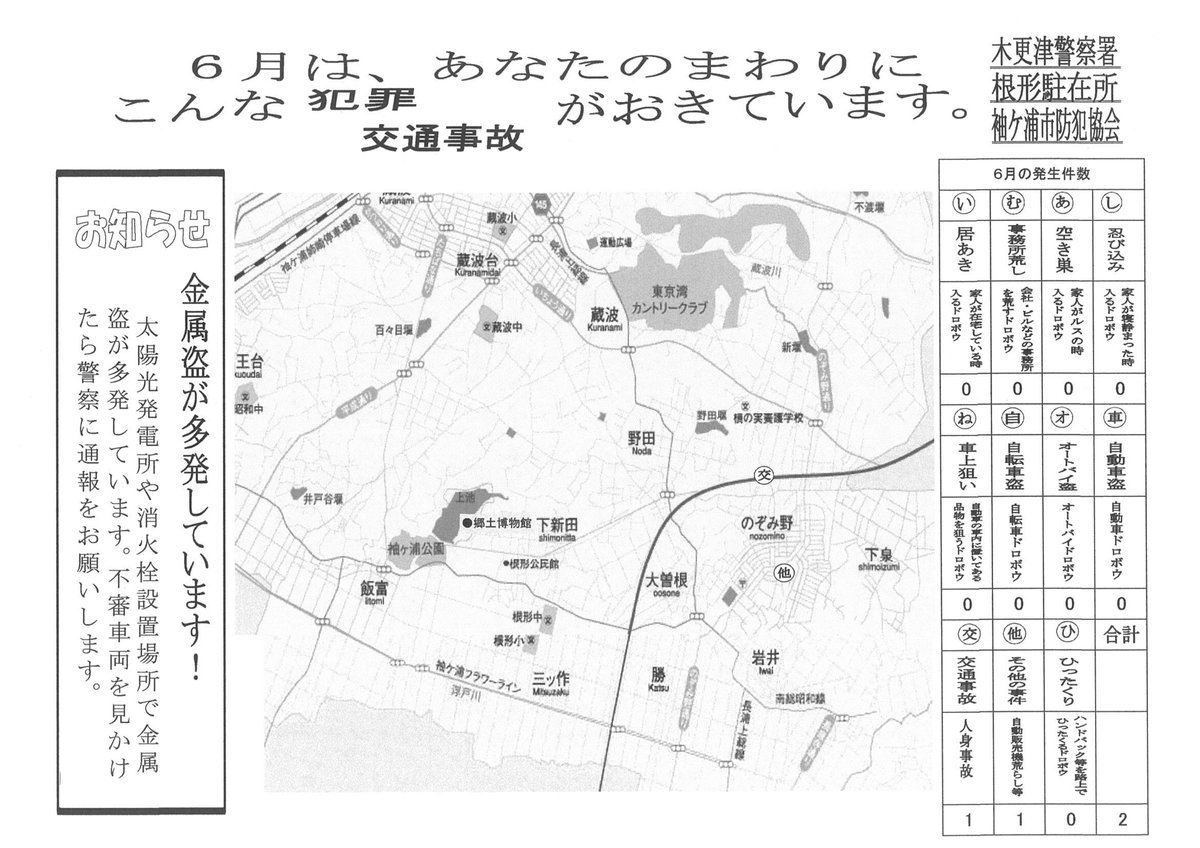 6月は、あなたのまわりに
こんな 犯罪 がおきています。
交通事故
木更津警察署
根形駐在所
袖ケ浦市防犯協会
お知らせ
金属盗が多発しています！
太陽光発電所や消火栓設置場所で金属
盗が多発しています。不審車両を見かけ
たら警察に通報をお願いします。
Kuranami
蔵波小
145
運動広場
不渡堰
袖ケ浦姉崎停車場線
蔵波台
Kuranamidai
蔵波川
東京湾
カントリークラブ
蔵波
Kuranami
百々目堰
蔵波中
新堰
のぞみ野通り
王台
kuoudai
昭和中
平成通り
野田堰
槙の実養護学校
野田
Noda
交
井戸谷堰
上池
●郷土博物館
下新田
shimonitta
のぞみ野
nozomino
袖ケ浦公園
●根形公民館
下泉
shimoizumi
他
飯富
Iitomi
大曽根
oosone
根形中
根形小
岩井
Iwai
袖ケ浦フラワーライン
浮戸川
三ッ作
Mitsuzaku
勝
Katsu
南総昭和線
長浦上総線
6月の発生件数
い む あ し
居あき
事務所荒し
空き巣
忍び込み
家人が在宅している時
入るドロボウ
会社・ビルなどの事務所
を荒すドロボウ
家人がルスの時
入るドロボウ
家人が寝静まった時
入るドロボウ
0 0 0 0
ね 自 オ 車
車上狙い
自転車盗
オートバイ盗
自動車盗
自動車の車内に置いてある
品物を狙うドロボウ
自転車ドロボウ
オートバイドロボウ
自動車ドロボウ
0 0 0 0
交 他 ひ 合計
交通事故
その他の事件
ひったくり
人身事故
自動販売機荒らし等
ハンドバック等を路上で
ひったくるドロボウ
1 1 0 2